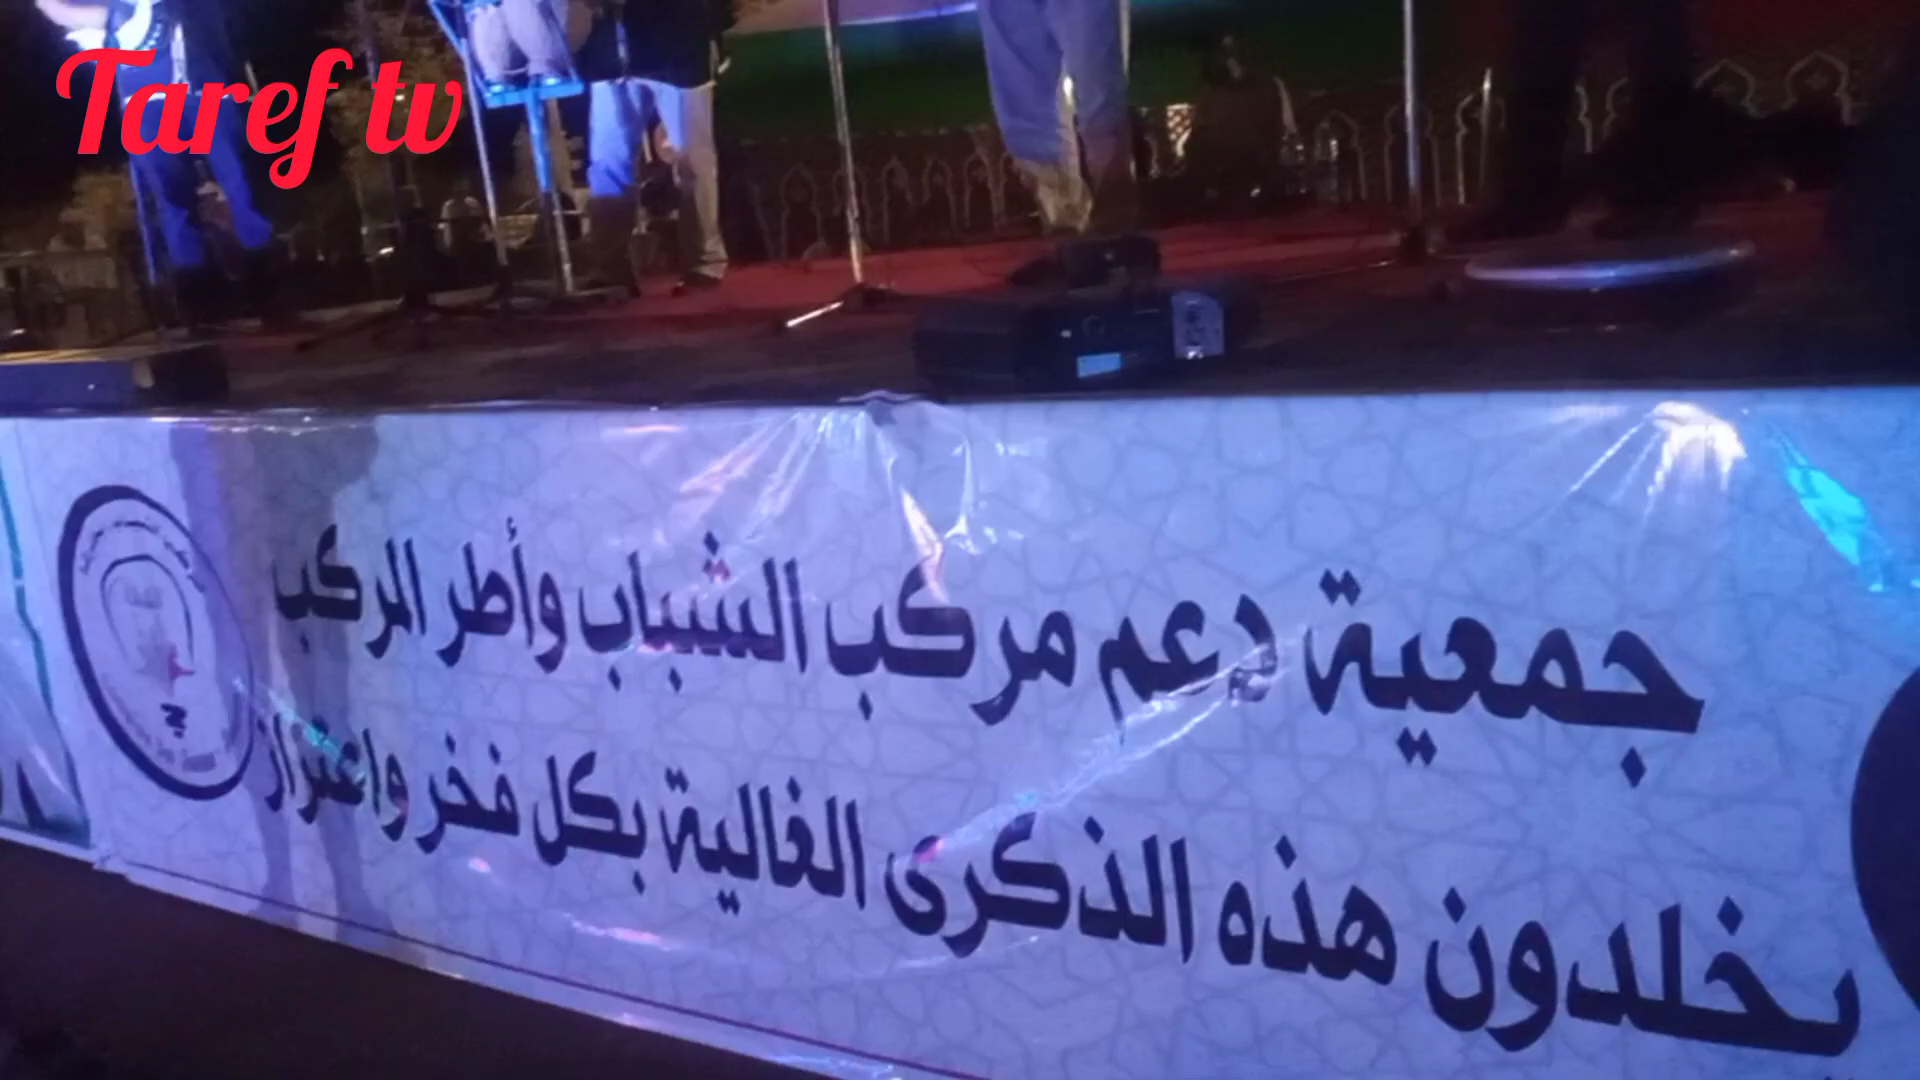 Taref tv
جمعية دعم مركب الشباب وأطر المركب
يخلدون هذه الذكرى الغالية بكل فخر واعتزاز